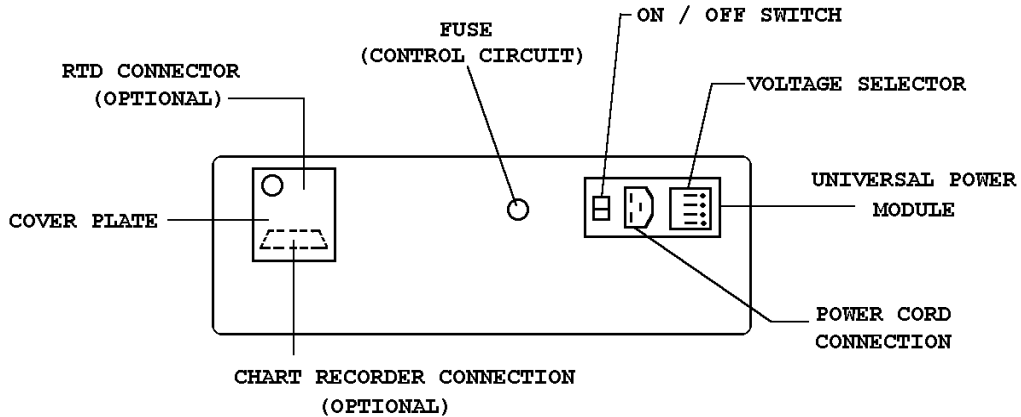 ON / OFF SWITCH
FUSE
(CONTROL CIRCUIT)
RTD CONNECTOR
(OPTIONAL)
VOLTAGE SELECTOR
UNIVERSAL POWER
MODULE
COVER PLATE
POWER CORD
CONNECTION
CHART RECORDER CONNECTION
(OPTIONAL)